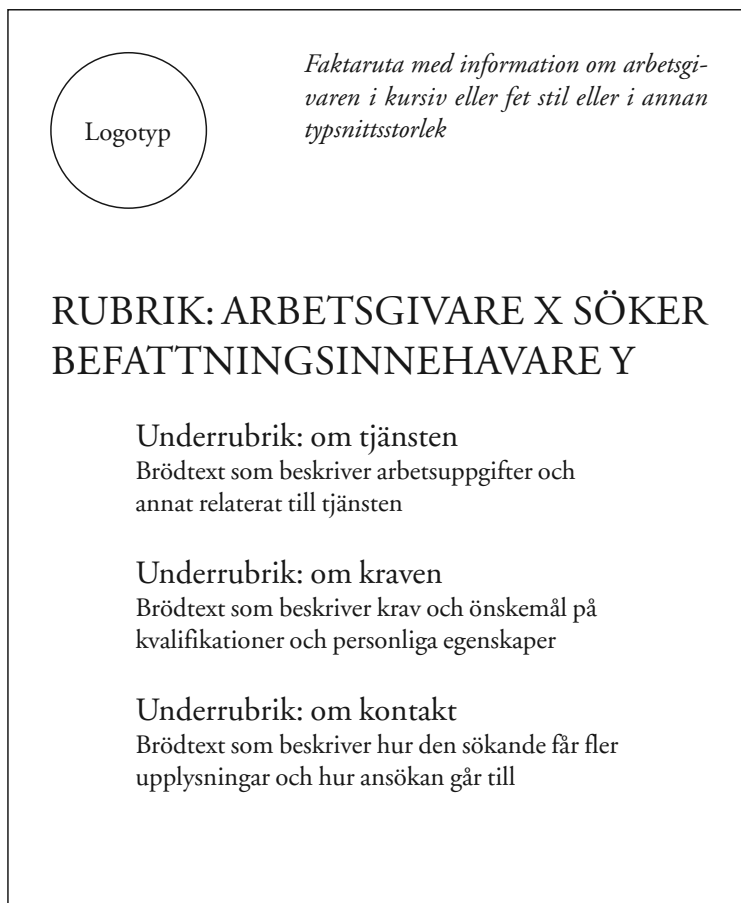 Logotyp
Faktaruta med information om arbetsgi-
varen i kursiv eller fet stil eller i annan
typsnittsstorlek
RUBRIK: ARBETSGIVARE X SÖKER
BEFATTNINGSINNEHAVARE Y
Underrubrik: om tjänsten
Brödtext som beskriver arbetsuppgifter och
annat relaterat till tjänsten
Underrubrik: om kraven
Brödtext som beskriver krav och önskemål på
kvalifikationer och personliga egenskaper
Underrubrik: om kontakt
Brödtext som beskriver hur den sökande får fler
upplysningar och hur ansökan går till